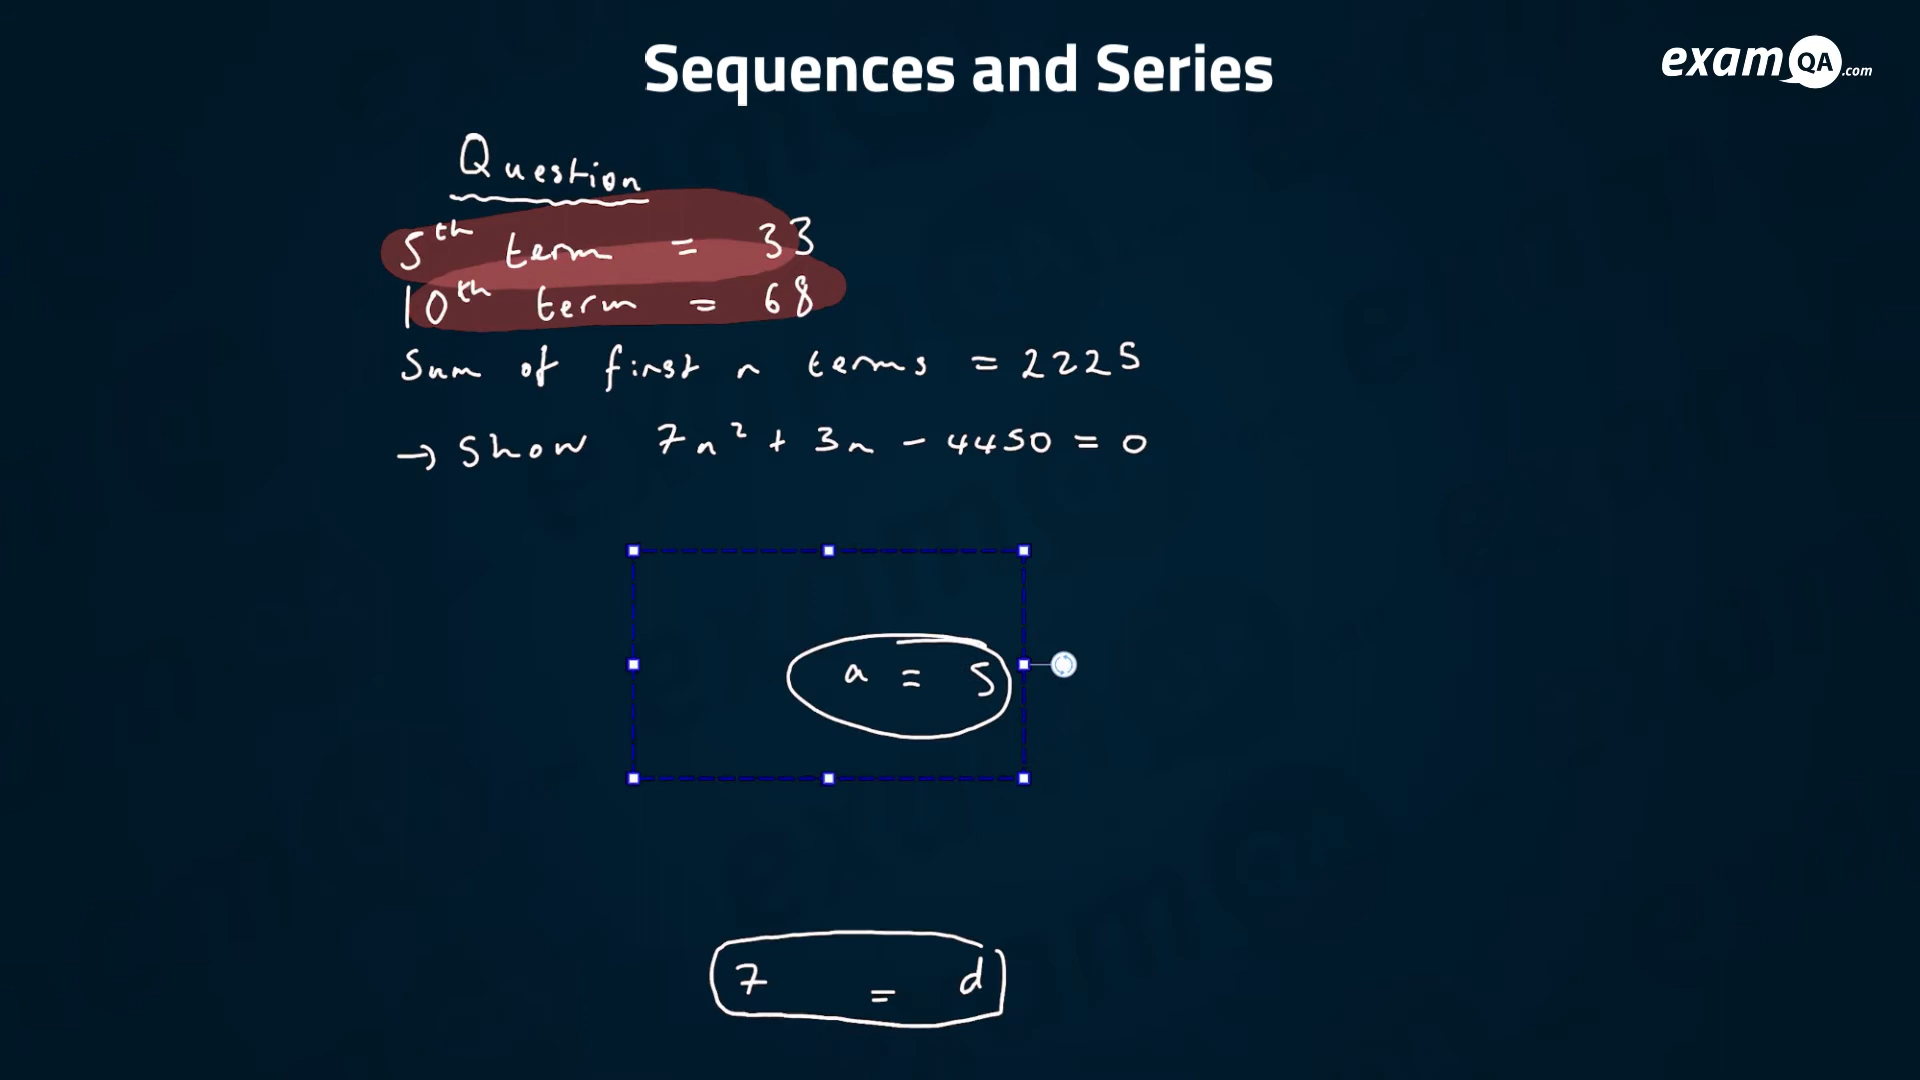 Sequences and Series
examQA.com
Question
5th term = 33
10th term = 68
Sum of first n terms = 2225
→ Show 7n² + 3n - 4450 = 0
a = 5
7 = d